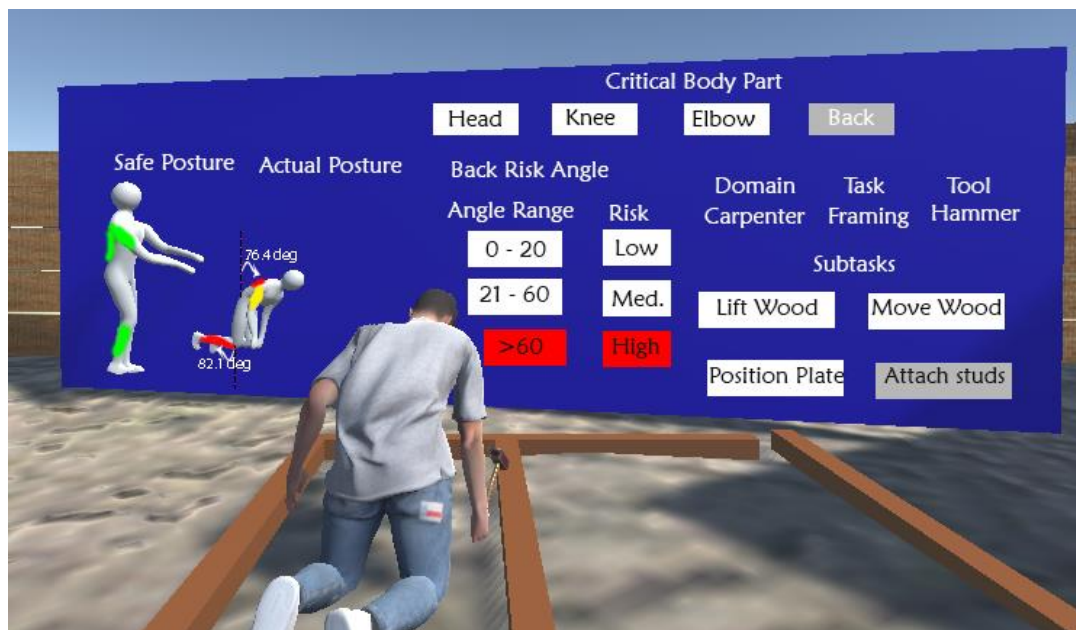 Critical Body Part
Head Knee Elbow Back
Safe Posture Actual Posture
76.4 deg
82.1 deg
Back Risk Angle
Angle Range Risk
0 - 20 Low
21 - 60 Med.
>60 High
Domain Task Tool
Carpenter Framing Hammer
Subtasks
Lift Wood Move Wood
Position Plate Attach studs